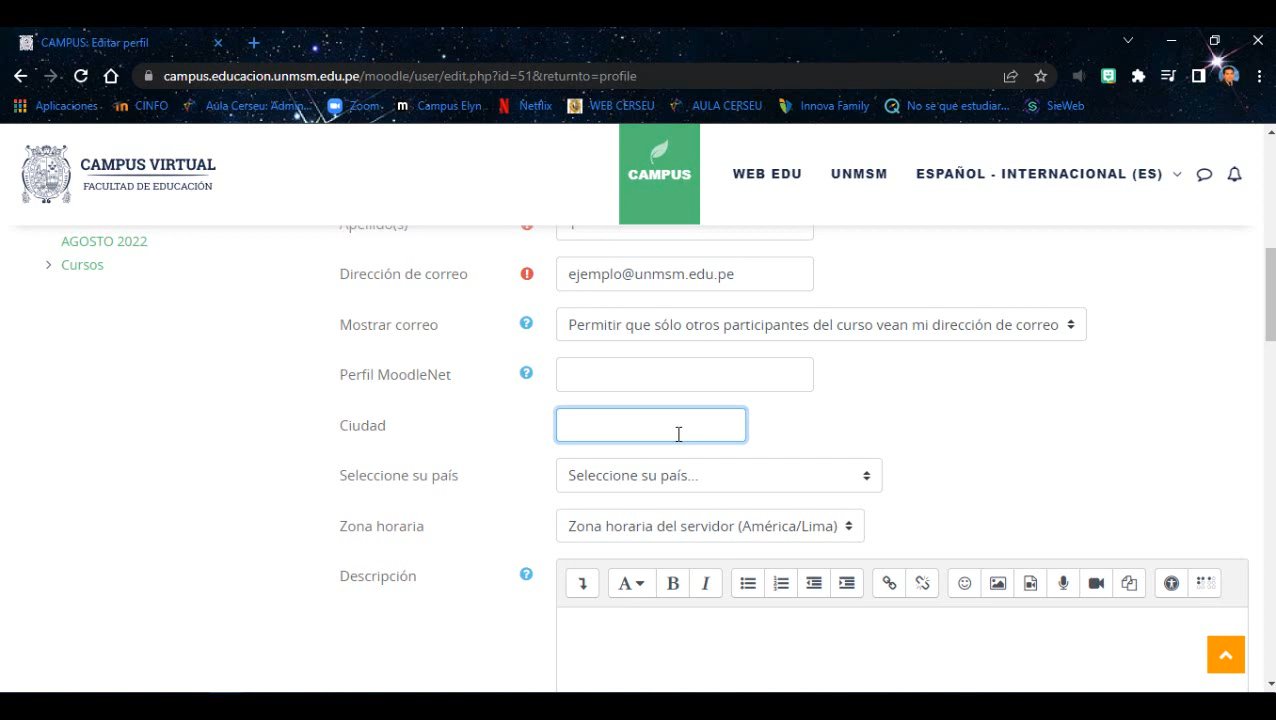 CAMPUS: Editar perfil
campus.educacion.unmsm.edu.pe/moodle/user/edit.php?id=51&returnto=profile
Aplicaciones
in CINFO
Aula Cerseu: Admin...
Zoom
m Campus Elyn
N Netflix
WEB CERSEU
AULA CERSEU
Innova Family
No se qué estudiar...
S SieWeb
CAMPUS VIRTUAL
FACULTAD DE EDUCACIÓN
CAMPUS
WEB EDU
UNMSM
ESPAÑOL - INTERNACIONAL (ES)
AGOSTO 2022
Cursos
Apellido(s)
Dirección de correo
ejemplo@unmsm.edu.pe
Mostrar correo
Permitir que sólo otros participantes del curso vean mi dirección de correo
Perfil MoodleNet
Ciudad
Seleccione su país
Seleccione su país...
Zona horaria
Zona horaria del servidor (América/Lima)
Descripción
A B I